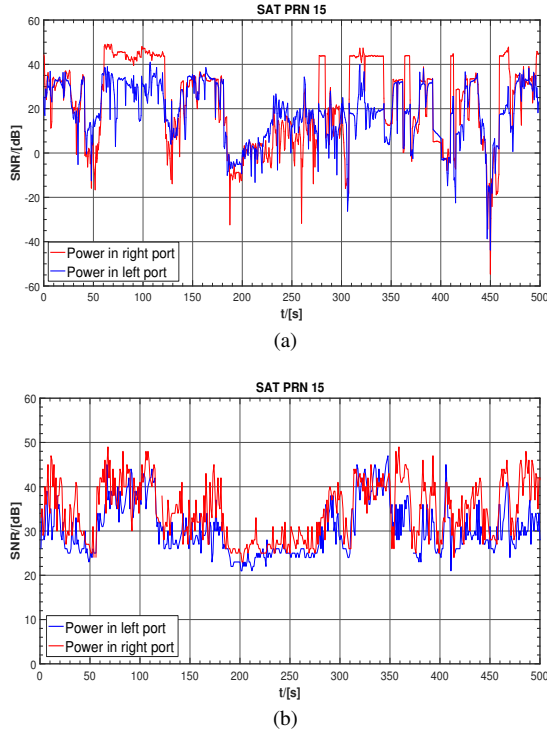 SAT PRN 15
60
40
20
0
-20
-40
-60
SNR/[dB]
Power in right port
Power in left port
0 50 100 150 200 250 300 350 400 450 500
t/[s]
(a)
SAT PRN 15
60
50
40
30
20
10
0
SNR/[dB]
Power in left port
Power in right port
0 50 100 150 200 250 300 350 400 450 500
t/[s]
(b)